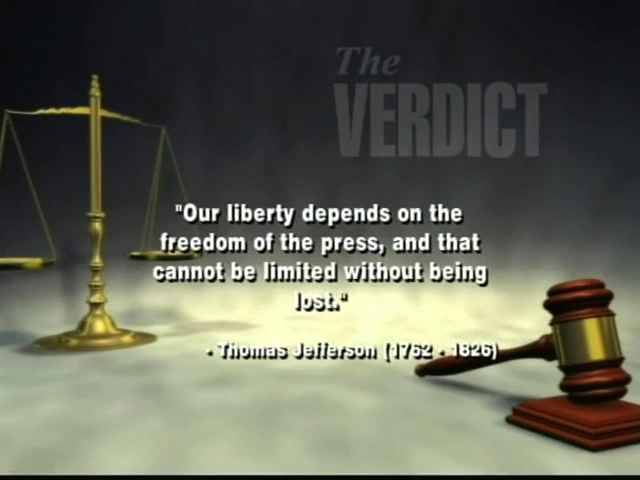 The
VERDICT
"Our liberty depends on the
freedom of the press, and that
cannot be limited without being
lost."
- Thomas Jefferson (1762 - 1826)